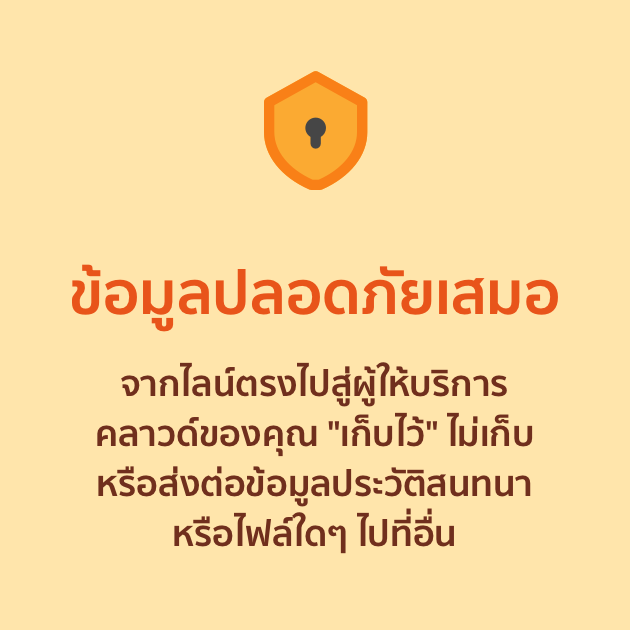 ข้อมูลปลอดภัยเสมอ
จากไลน์ตรงไปสู่ผู้ให้บริการ
คลาวด์ของคุณ "เก็บไว้" ไม่เก็บ
หรือส่งต่อข้อมูลประวัติสนทนา
หรือไฟล์ใดๆ ไปที่อื่น